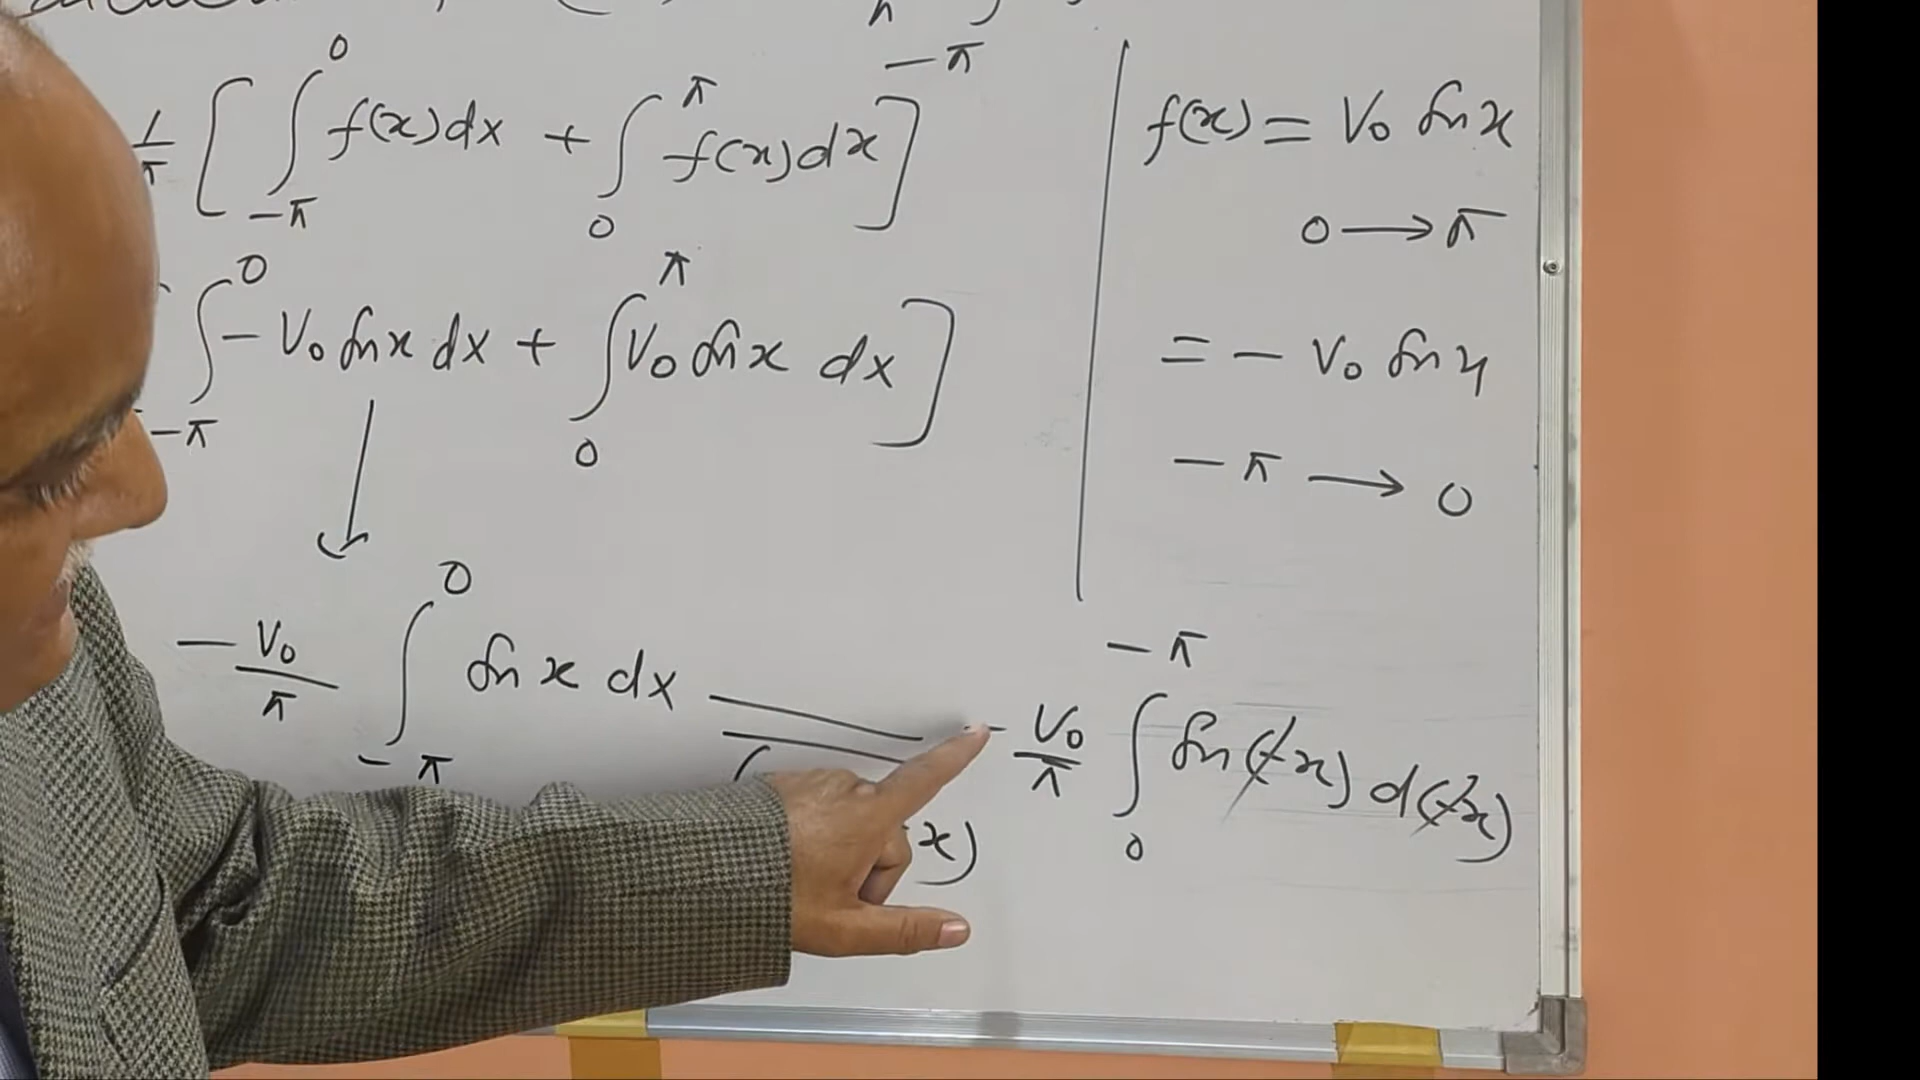 1/π [ ∫_{-π}^{0} f(x) dx + ∫_{0}^{π} f(x) dx ]
-π
∫_{-π}^{0} - V₀ Sin x dx + ∫_{0}^{π} V₀ Sin x dx ]
- V₀/π ∫_{-π}^{0} Sin x dx
- V₀/π ∫_{0}^{-π} Sin (-x) d(-x)
x)
f(x) = V₀ Sin x
0 → π
= - V₀ Sin x
- π → 0